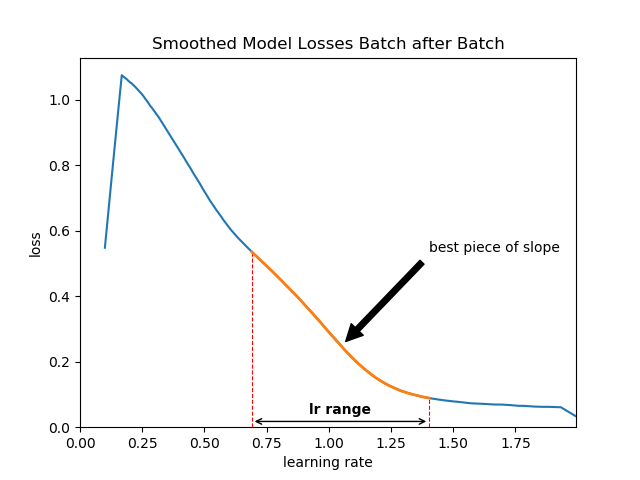 Smoothed Model Losses Batch after Batch
loss
1.0
0.8
0.6
0.4
0.2
0.0
best piece of slope
lr range
0.00 0.25 0.50 0.75 1.00 1.25 1.50 1.75
learning rate